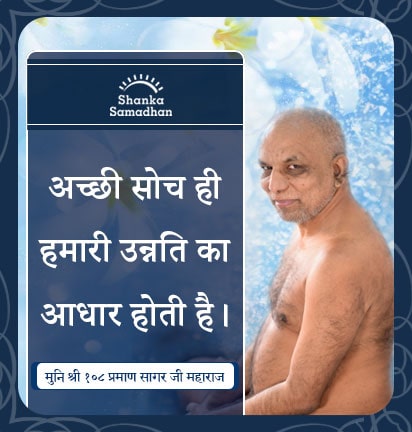 Shanka
Samadhan
अच्छी सोच ही
हमारी उन्नति का
आधार होती है।
मुनि श्री १०८ प्रमाण सागर जी महाराज